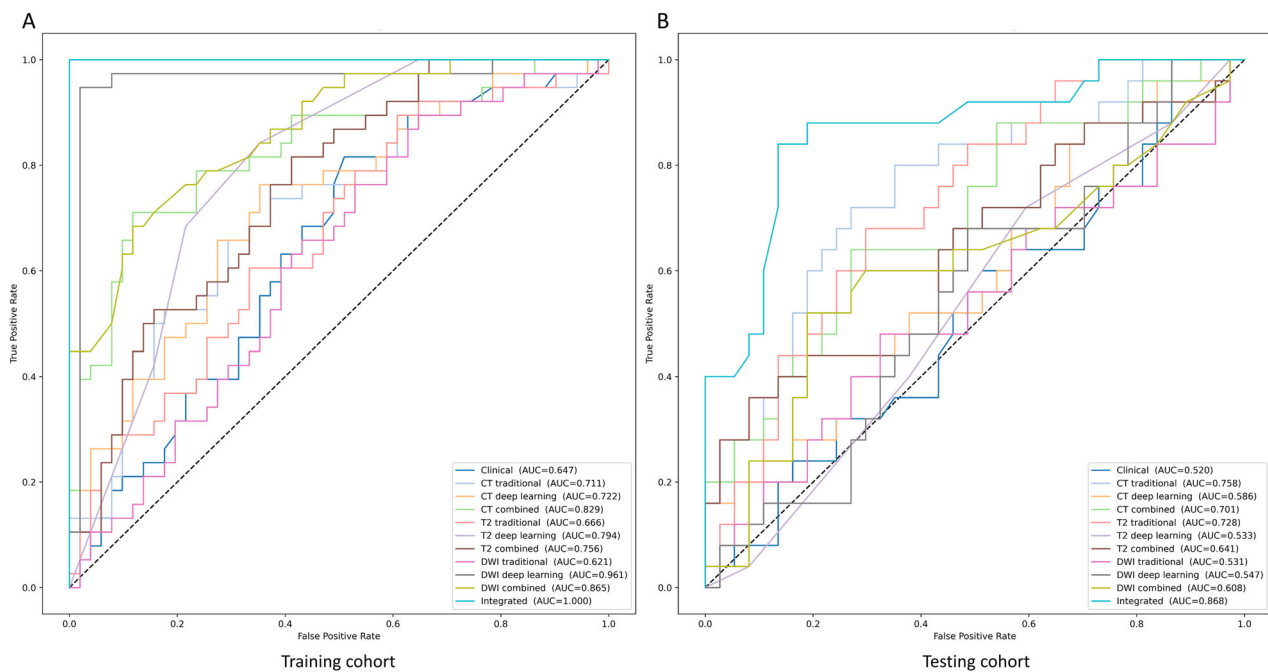 A
1.0
0.8
0.6
0.4
0.2
0.0
True Positive Rate
0.0 0.2 0.4 0.6 0.8 1.0
False Positive Rate
Clinical (AUC=0.647)
CT traditional (AUC=0.711)
CT deep learning (AUC=0.722)
CT combined (AUC=0.829)
T2 traditional (AUC=0.666)
T2 deep learning (AUC=0.794)
T2 combined (AUC=0.756)
DWI traditional (AUC=0.621)
DWI deep learning (AUC=0.961)
DWI combined (AUC=0.865)
Integrated (AUC=1.000)
Training cohort
B
1.0
0.8
0.6
0.4
0.2
0.0
True Positive Rate
0.0 0.2 0.4 0.6 0.8 1.0
False Positive Rate
Clinical (AUC=0.520)
CT traditional (AUC=0.758)
CT deep learning (AUC=0.586)
CT combined (AUC=0.701)
T2 traditional (AUC=0.728)
T2 deep learning (AUC=0.533)
T2 combined (AUC=0.641)
DWI traditional (AUC=0.531)
DWI deep learning (AUC=0.547)
DWI combined (AUC=0.608)
Integrated (AUC=0.868)
Testing cohort